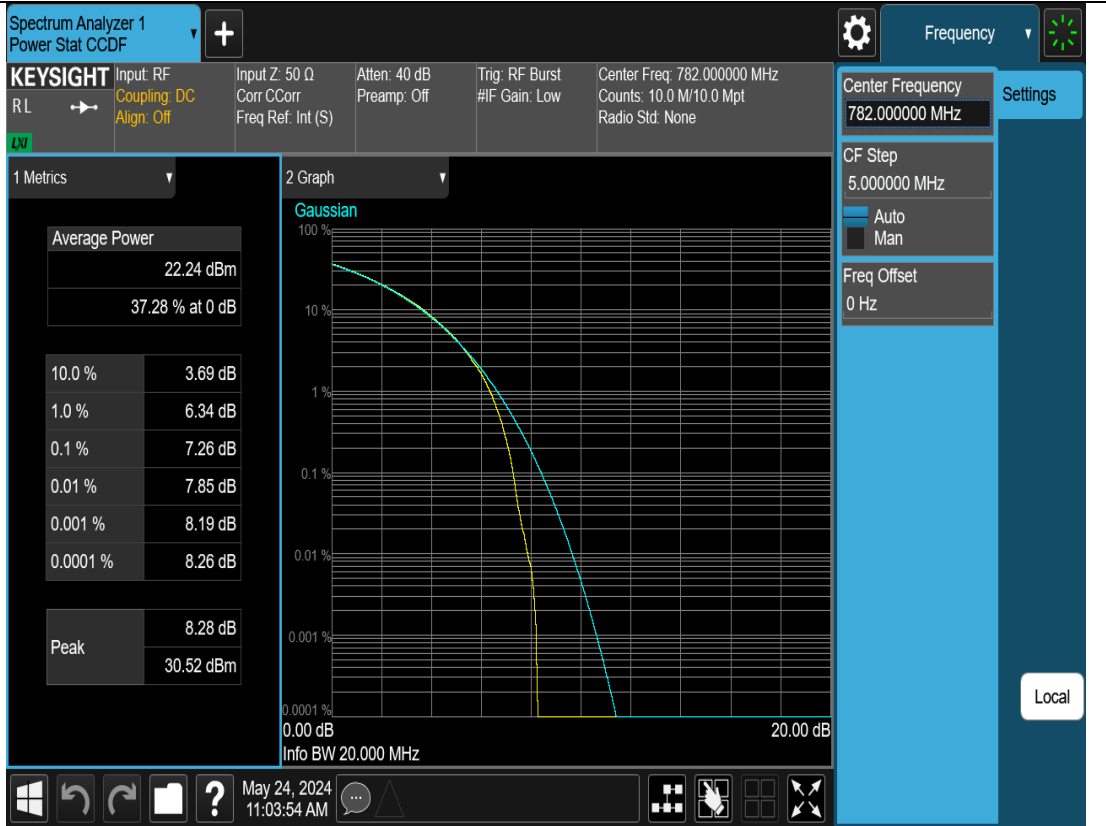 Spectrum Analyzer 1
Power Stat CCDF
+
Frequency
KEYSIGHT
R L
LXI
Input: RF
Coupling: DC
Align: Off
Input Z: 50 Ω
Corr CCorr
Freq Ref: Int (S)
Atten: 40 dB
Preamp: Off
Trig: RF Burst
#IF Gain: Low
Center Freq: 782.000000 MHz
Counts: 10.0 M/10.0 Mpt
Radio Std: None
Center Frequency
782.000000 MHz
Settings
CF Step
5.000000 MHz
Auto
Man
Freq Offset
0 Hz
1 Metrics
Average Power
22.24 dBm
37.28 % at 0 dB
10.0 % 3.69 dB
1.0 % 6.34 dB
0.1 % 7.26 dB
0.01 % 7.85 dB
0.001 % 8.19 dB
0.0001 % 8.26 dB
Peak
8.28 dB
30.52 dBm
2 Graph
Gaussian
100 %
10 %
1 %
0.1 %
0.01 %
0.001 %
0.0001 %
0.00 dB 20.00 dB
Info BW 20.000 MHz
Local
?
May 24, 2024
11:03:54 AM